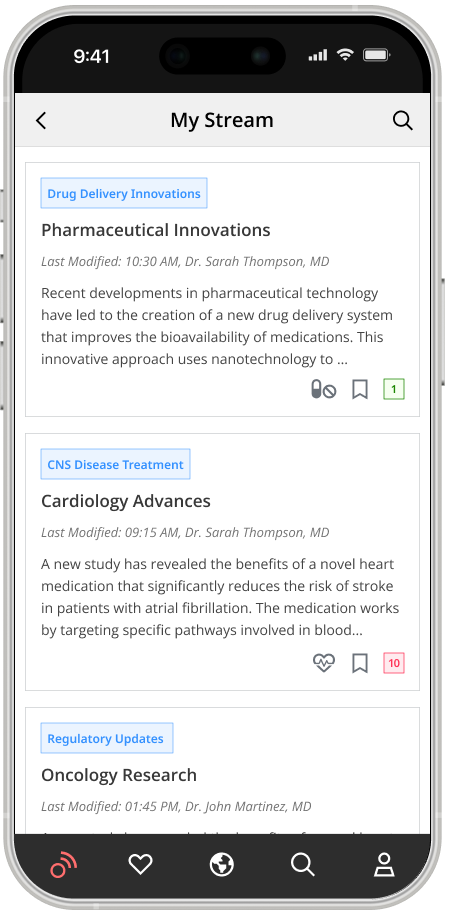 9:41
My Stream
Drug Delivery Innovations
Pharmaceutical Innovations
Last Modified: 10:30 AM, Dr. Sarah Thompson, MD
Recent developments in pharmaceutical technology
have led to the creation of a new drug delivery system
that improves the bioavailability of medications. This
innovative approach uses nanotechnology to ...
1
CNS Disease Treatment
Cardiology Advances
Last Modified: 09:15 AM, Dr. Sarah Thompson, MD
A new study has revealed the benefits of a novel heart
medication that significantly reduces the risk of stroke
in patients with atrial fibrillation. The medication works
by targeting specific pathways involved in blood...
10
Regulatory Updates
Oncology Research
Last Modified: 01:45 PM, Dr. John Martinez, MD